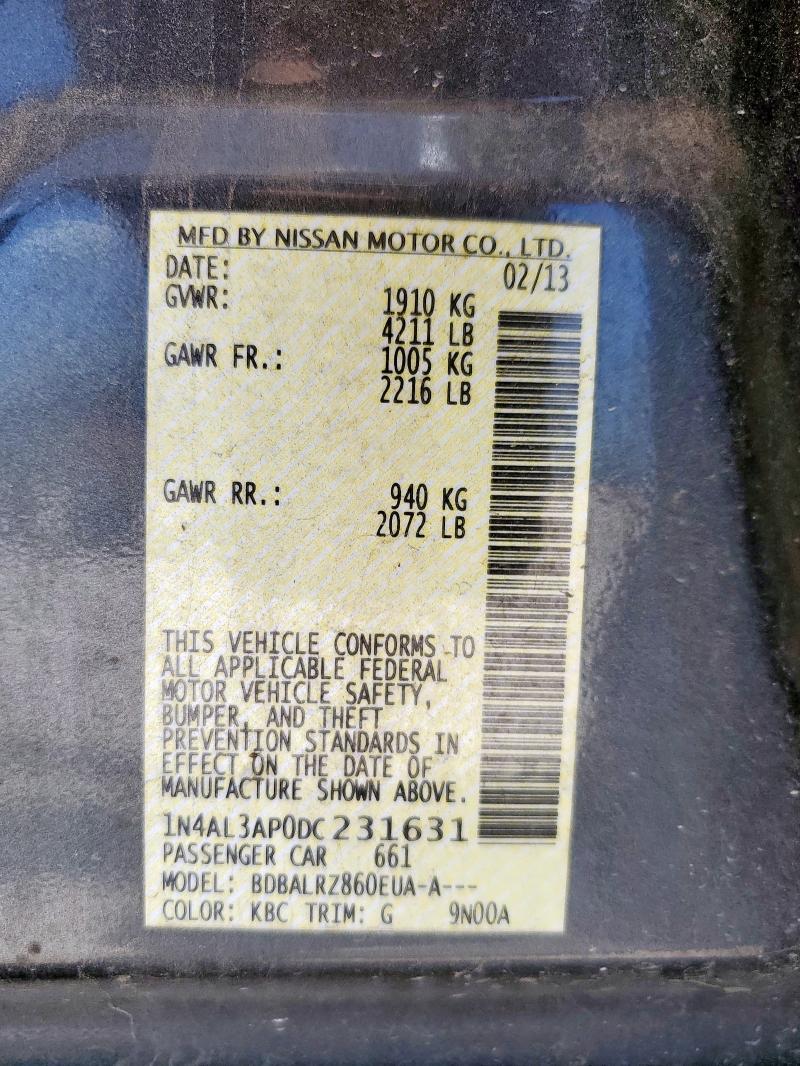 MFD BY NISSAN MOTOR CO., LTD.
DATE: 02/13
GVWR: 1910 KG
4211 LB
GAWR FR.: 1005 KG
2216 LB
GAWR RR.: 940 KG
2072 LB
THIS VEHICLE CONFORMS TO
ALL APPLICABLE FEDERAL
MOTOR VEHICLE SAFETY,
BUMPER, AND THEFT
PREVENTION STANDARDS IN
EFFECT ON THE DATE OF
MANUFACTURE SHOWN ABOVE.
1N4AL3AP0DC231631
PASSENGER CAR 661
MODEL: BDBALRZ860EUA-A---
COLOR: KBC TRIM: G 9N00A